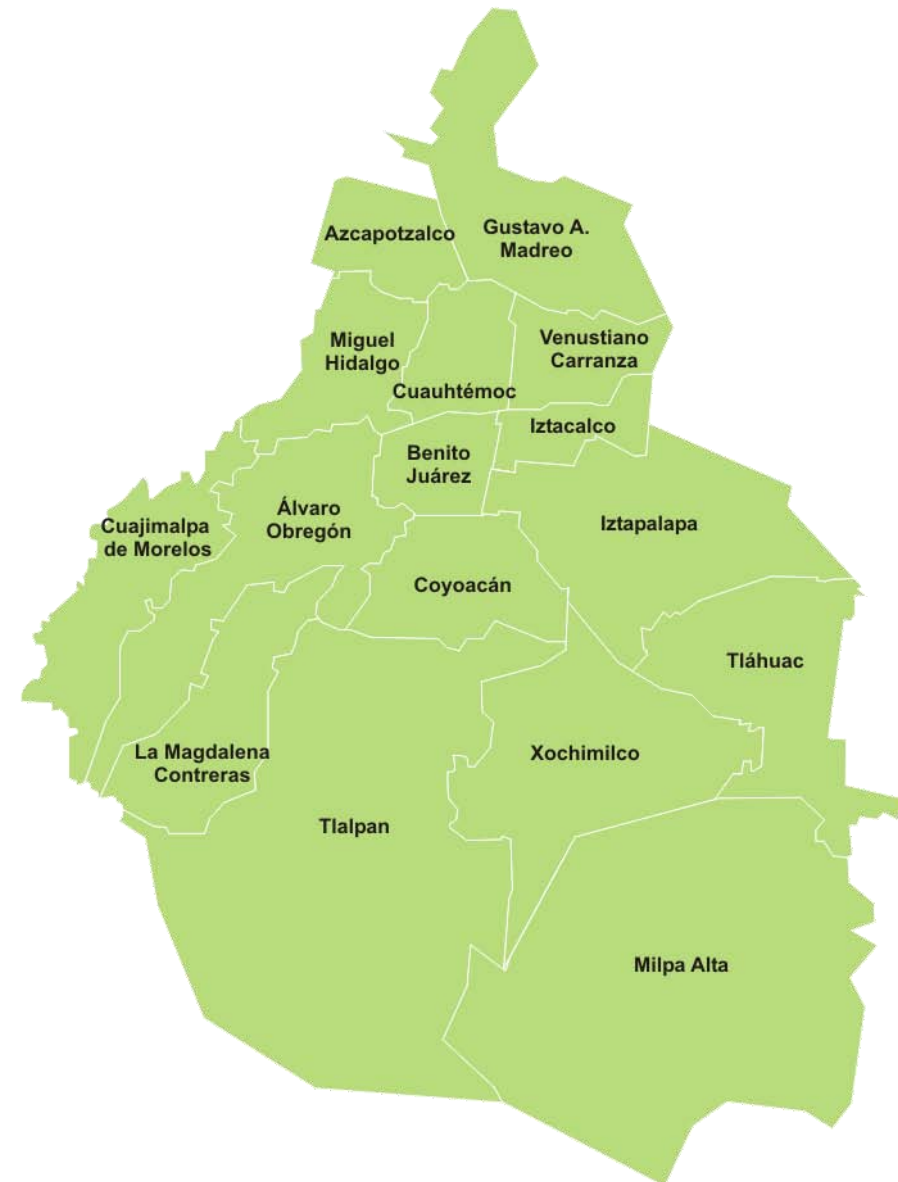 Azcapotzalco
Gustavo A.
Madreo
Miguel
Hidalgo
Venustiano
Carranza
Cuauhtémoc
Iztacalco
Benito
Juárez
Cuajimalpa
de Morelos
Álvaro
Obregón
Iztapalapa
Coyoacán
Tláhuac
La Magdalena
Contreras
Xochimilco
Tlalpan
Milpa Alta